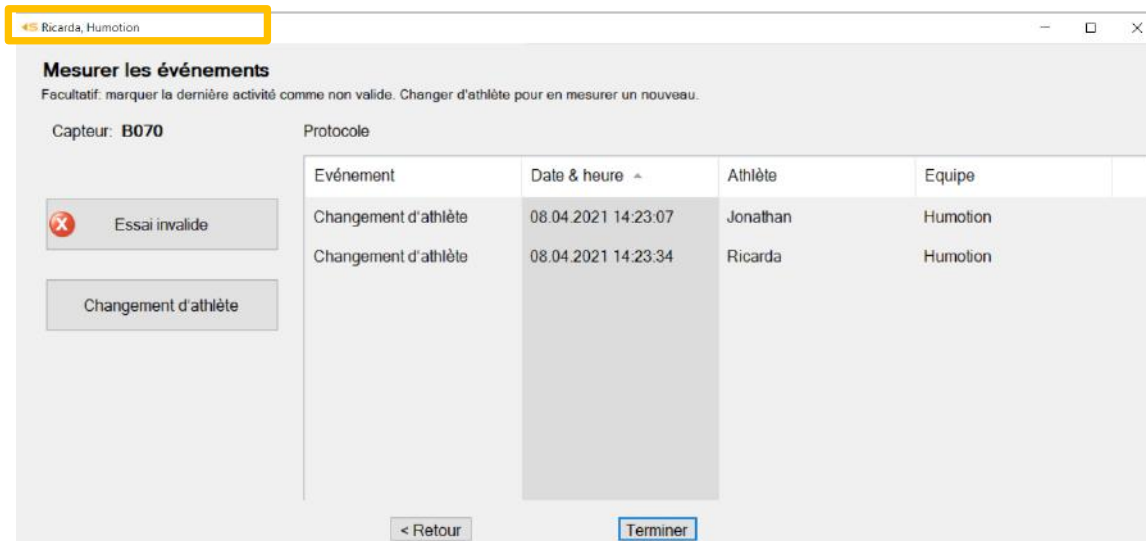 Ricarda, Humotion
Mesurer les événements
Facultatif: marquer la dernière activité comme non valide. Changer d'athlète pour en mesurer un nouveau.
Capteur: B070
Protocole
Evénement Date & heure Athlète Equipe
Essai invalide
Changement d'athlète 08.04.2021 14:23:07 Jonathan Humotion
Changement d'athlète 08.04.2021 14:23:34 Ricarda Humotion
Changement d'athlète
< Retour
Terminer